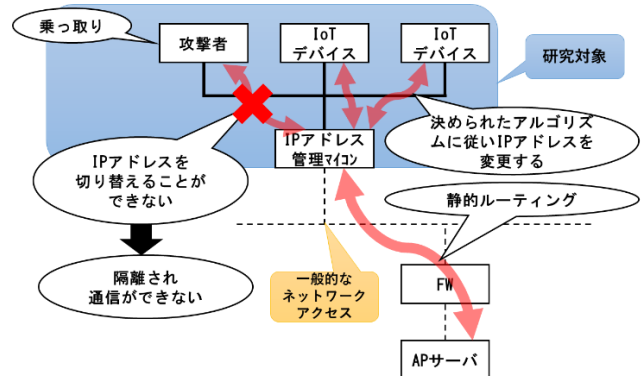 乗っ取り
攻撃者
IoT
デバイス
IoT
デバイス
研究対象
IPアドレス
管理マイコン
決められたアルゴリズ
ムに従いIPアドレスを
変更する
IPアドレスを
切り替えることが
できない
静的ルーティング
隔離され
通信ができない
一般的な
ネットワーク
アクセス
FW
APサーバ